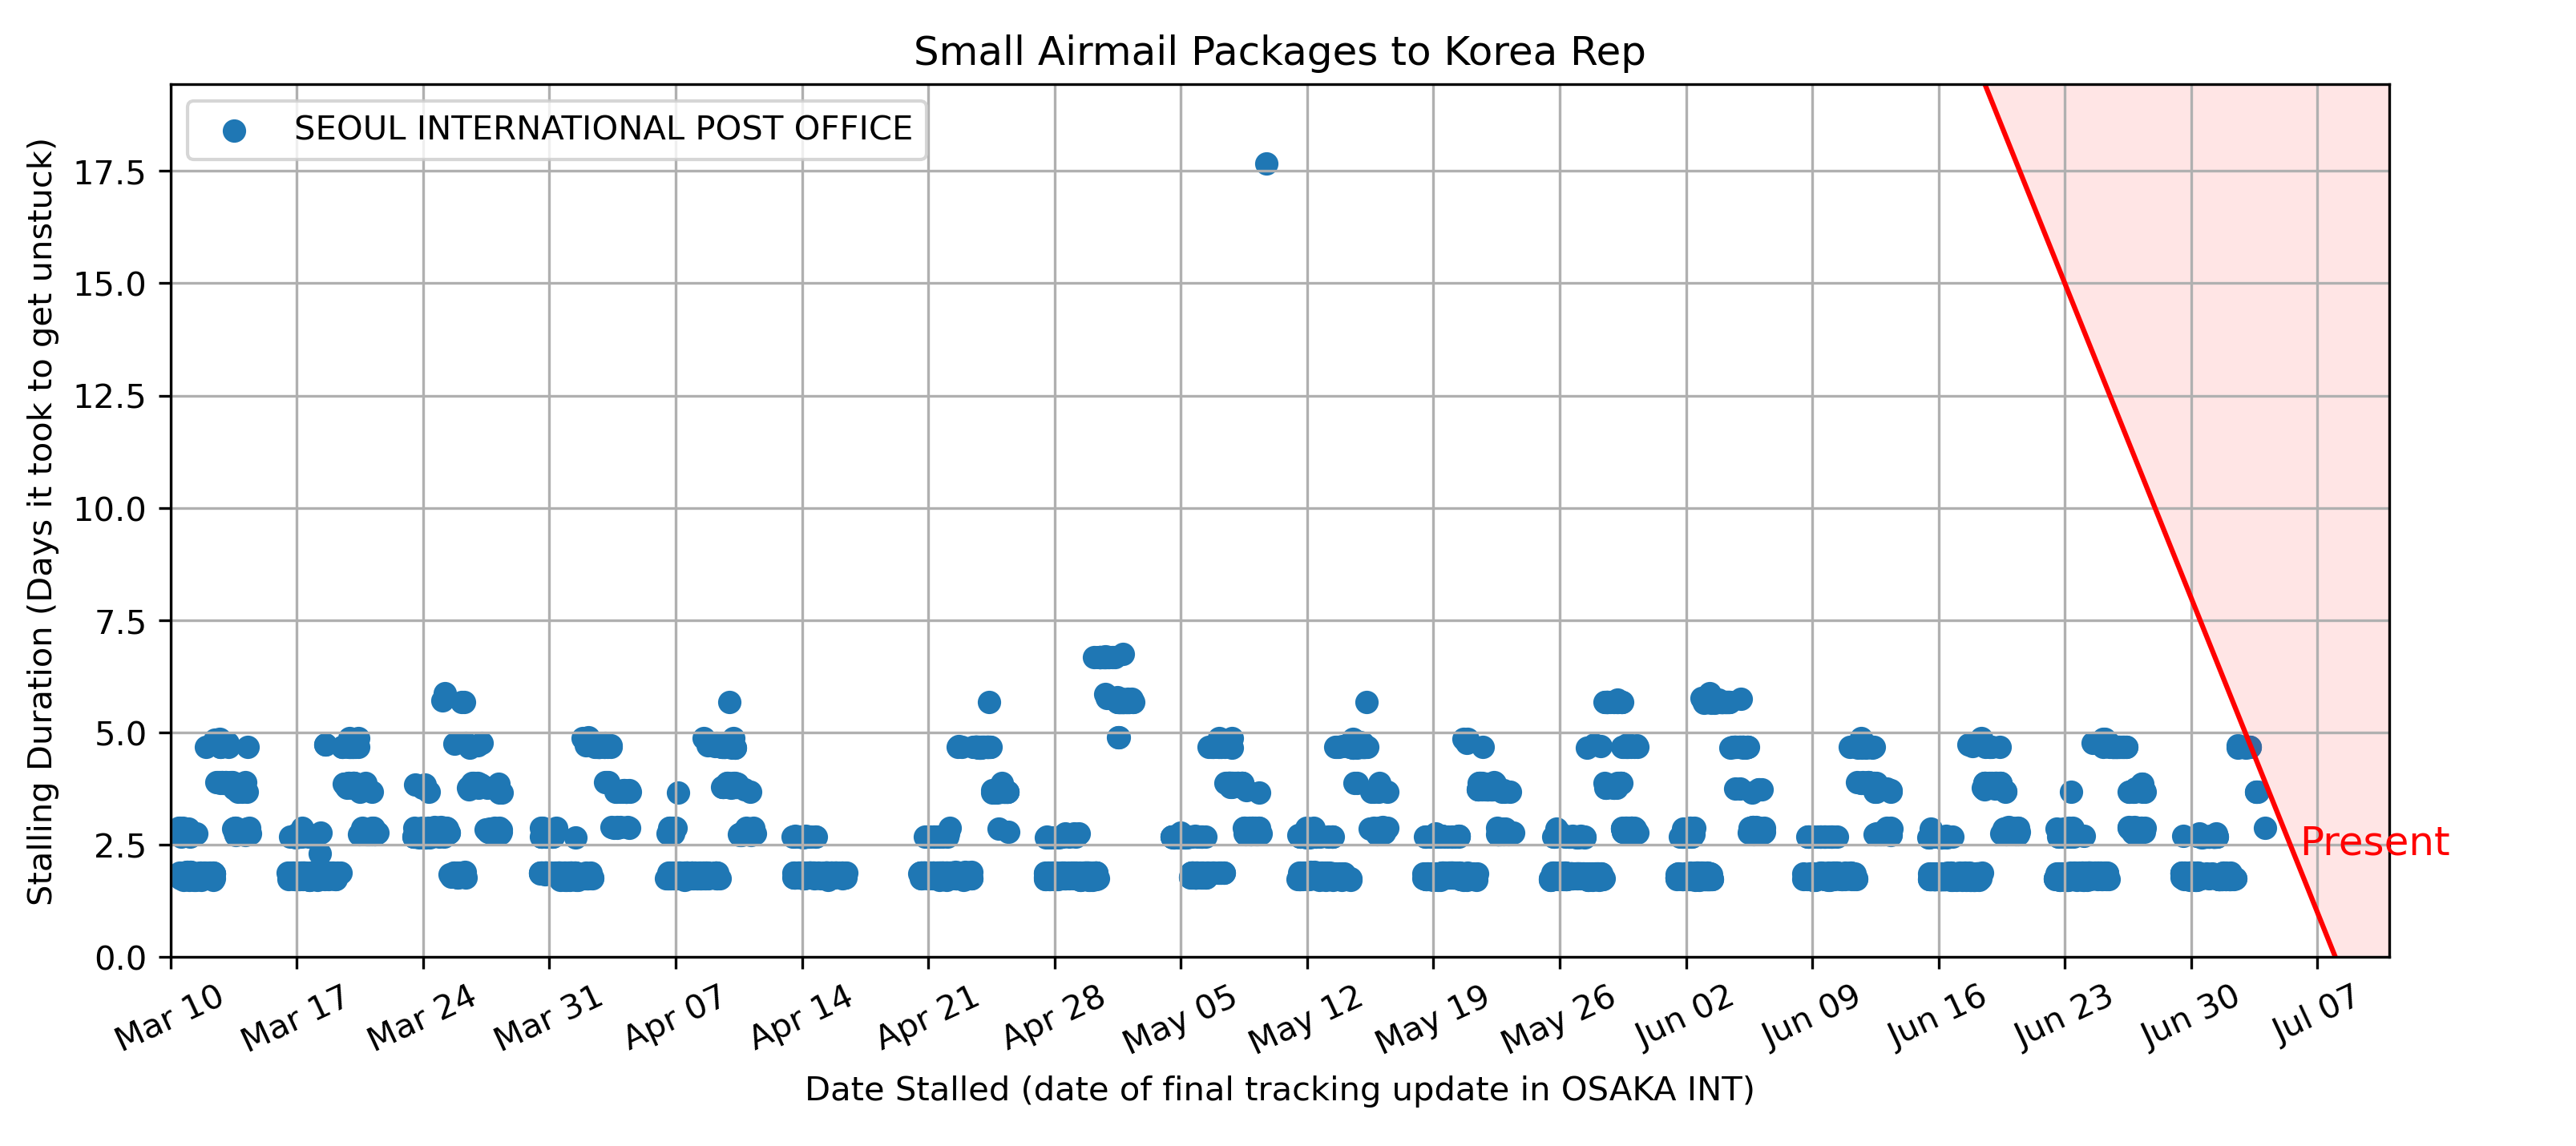 Small Airmail Packages to Korea Rep
SEOUL INTERNATIONAL POST OFFICE
Stalling Duration (Days it took to get unstuck)
17.5
15.0
12.5
10.0
7.5
5.0
2.5
0.0
Present
Mar 10
Mar 17
Mar 24
Mar 31
Apr 07
Apr 14
Apr 21
Apr 28
May 05
May 12
May 19
May 26
Jun 02
Jun 09
Jun 16
Jun 23
Jun 30
Jul 07
Date Stalled (date of final tracking update in OSAKA INT)